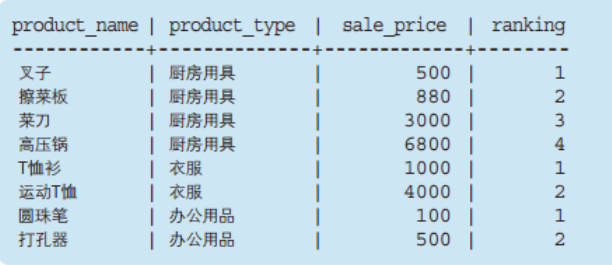 product_name | product_type | sale_price | ranking
-------------+--------------+------------+--------
叉子 | 厨房用具 | 500 | 1
擦菜板 | 厨房用具 | 880 | 2
菜刀 | 厨房用具 | 3000 | 3
高压锅 | 厨房用具 | 6800 | 4
T恤衫 | 衣服 | 1000 | 1
运动T恤 | 衣服 | 4000 | 2
圆珠笔 | 办公用品 | 100 | 1
打孔器 | 办公用品 | 500 | 2